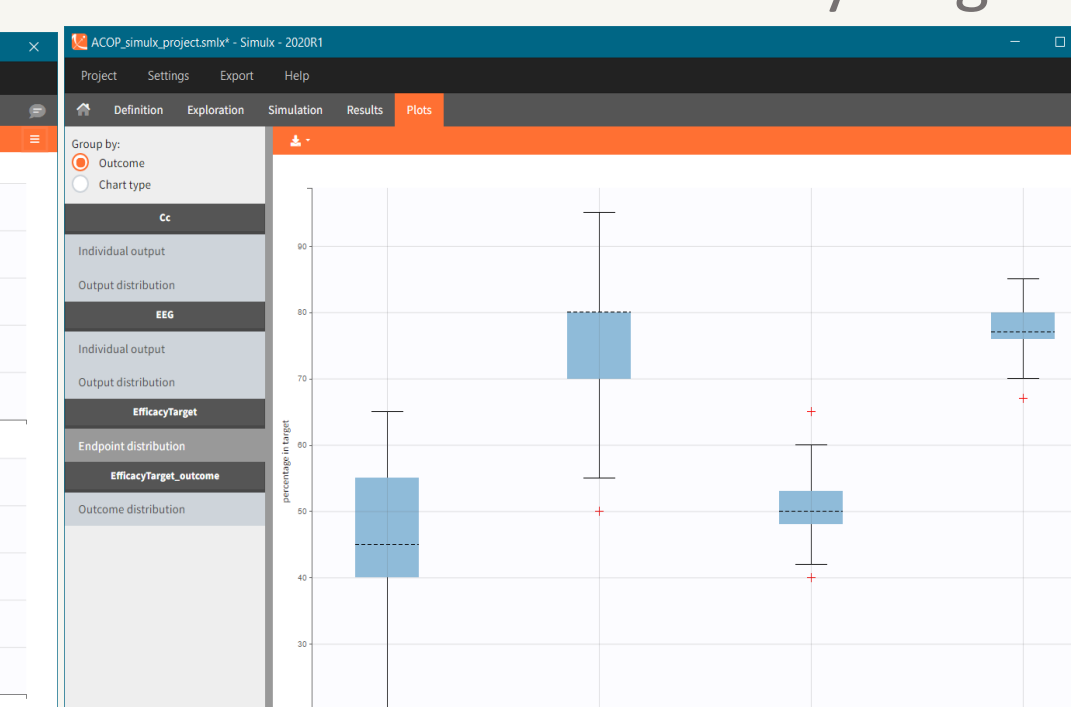 ACOP_simulx_project.smlx* - Simulx - 2020R1
Project Settings Export Help
Definition Exploration Simulation Results Plots
Group by:
Outcome
Chart type
Cc
Individual output
Output distribution
EEG
Individual output
Output distribution
EfficacyTarget
Endpoint distribution
EfficacyTarget_outcome
Outcome distribution
percentage in target
90
80
70
60
50
40
30